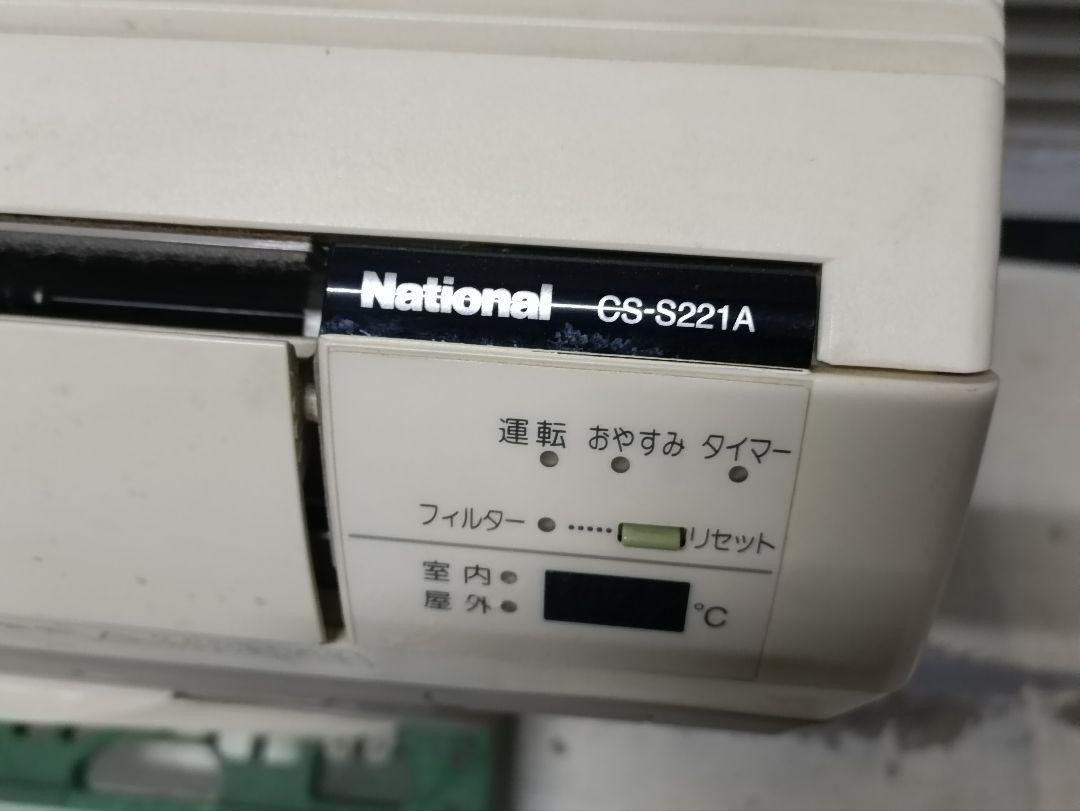 National CS-S221A
運転 おやすみ タイマー
フィルター リセット
室内
屋外 °C